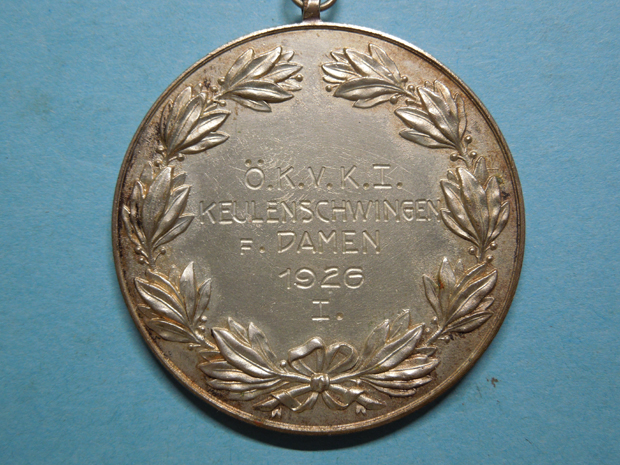 Ö.K.V.K.I.
KEULENSCHWINGEN
F. DAMEN
1926
I.